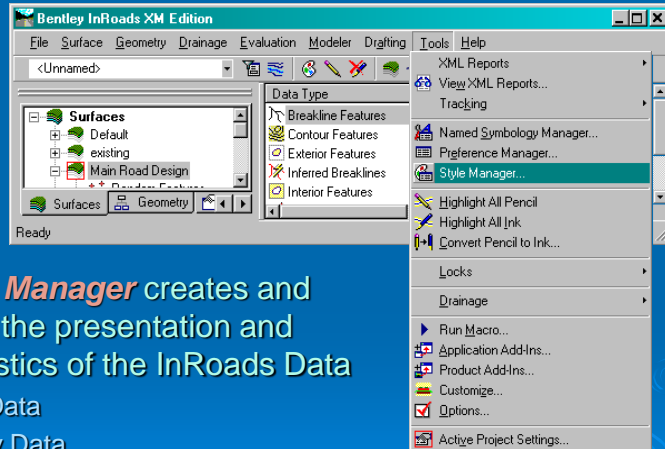 Bentley InRoads XM Edition
File Surface Geometry Drainage Evaluation Modeler Drafting Tools Help
<Unnamed>
Surfaces
Default
existing
Main Road Design
Random Features
Surfaces Geometry
Data Type
Breakline Features
Contour Features
Exterior Features
Inferred Breaklines
Interior Features
Ready
XML Reports
View XML Reports...
Tracking
Named Symbology Manager...
Preference Manager...
Style Manager...
Highlight All Pencil
Highlight All Ink
Convert Pencil to Ink...
Locks
Drainage
Run Macro...
Application Add-Ins...
Product Add-Ins...
Customize...
Options...
Active Project Settings...
Manager creates and
the presentation and
stics of the InRoads Data
Data
y Data